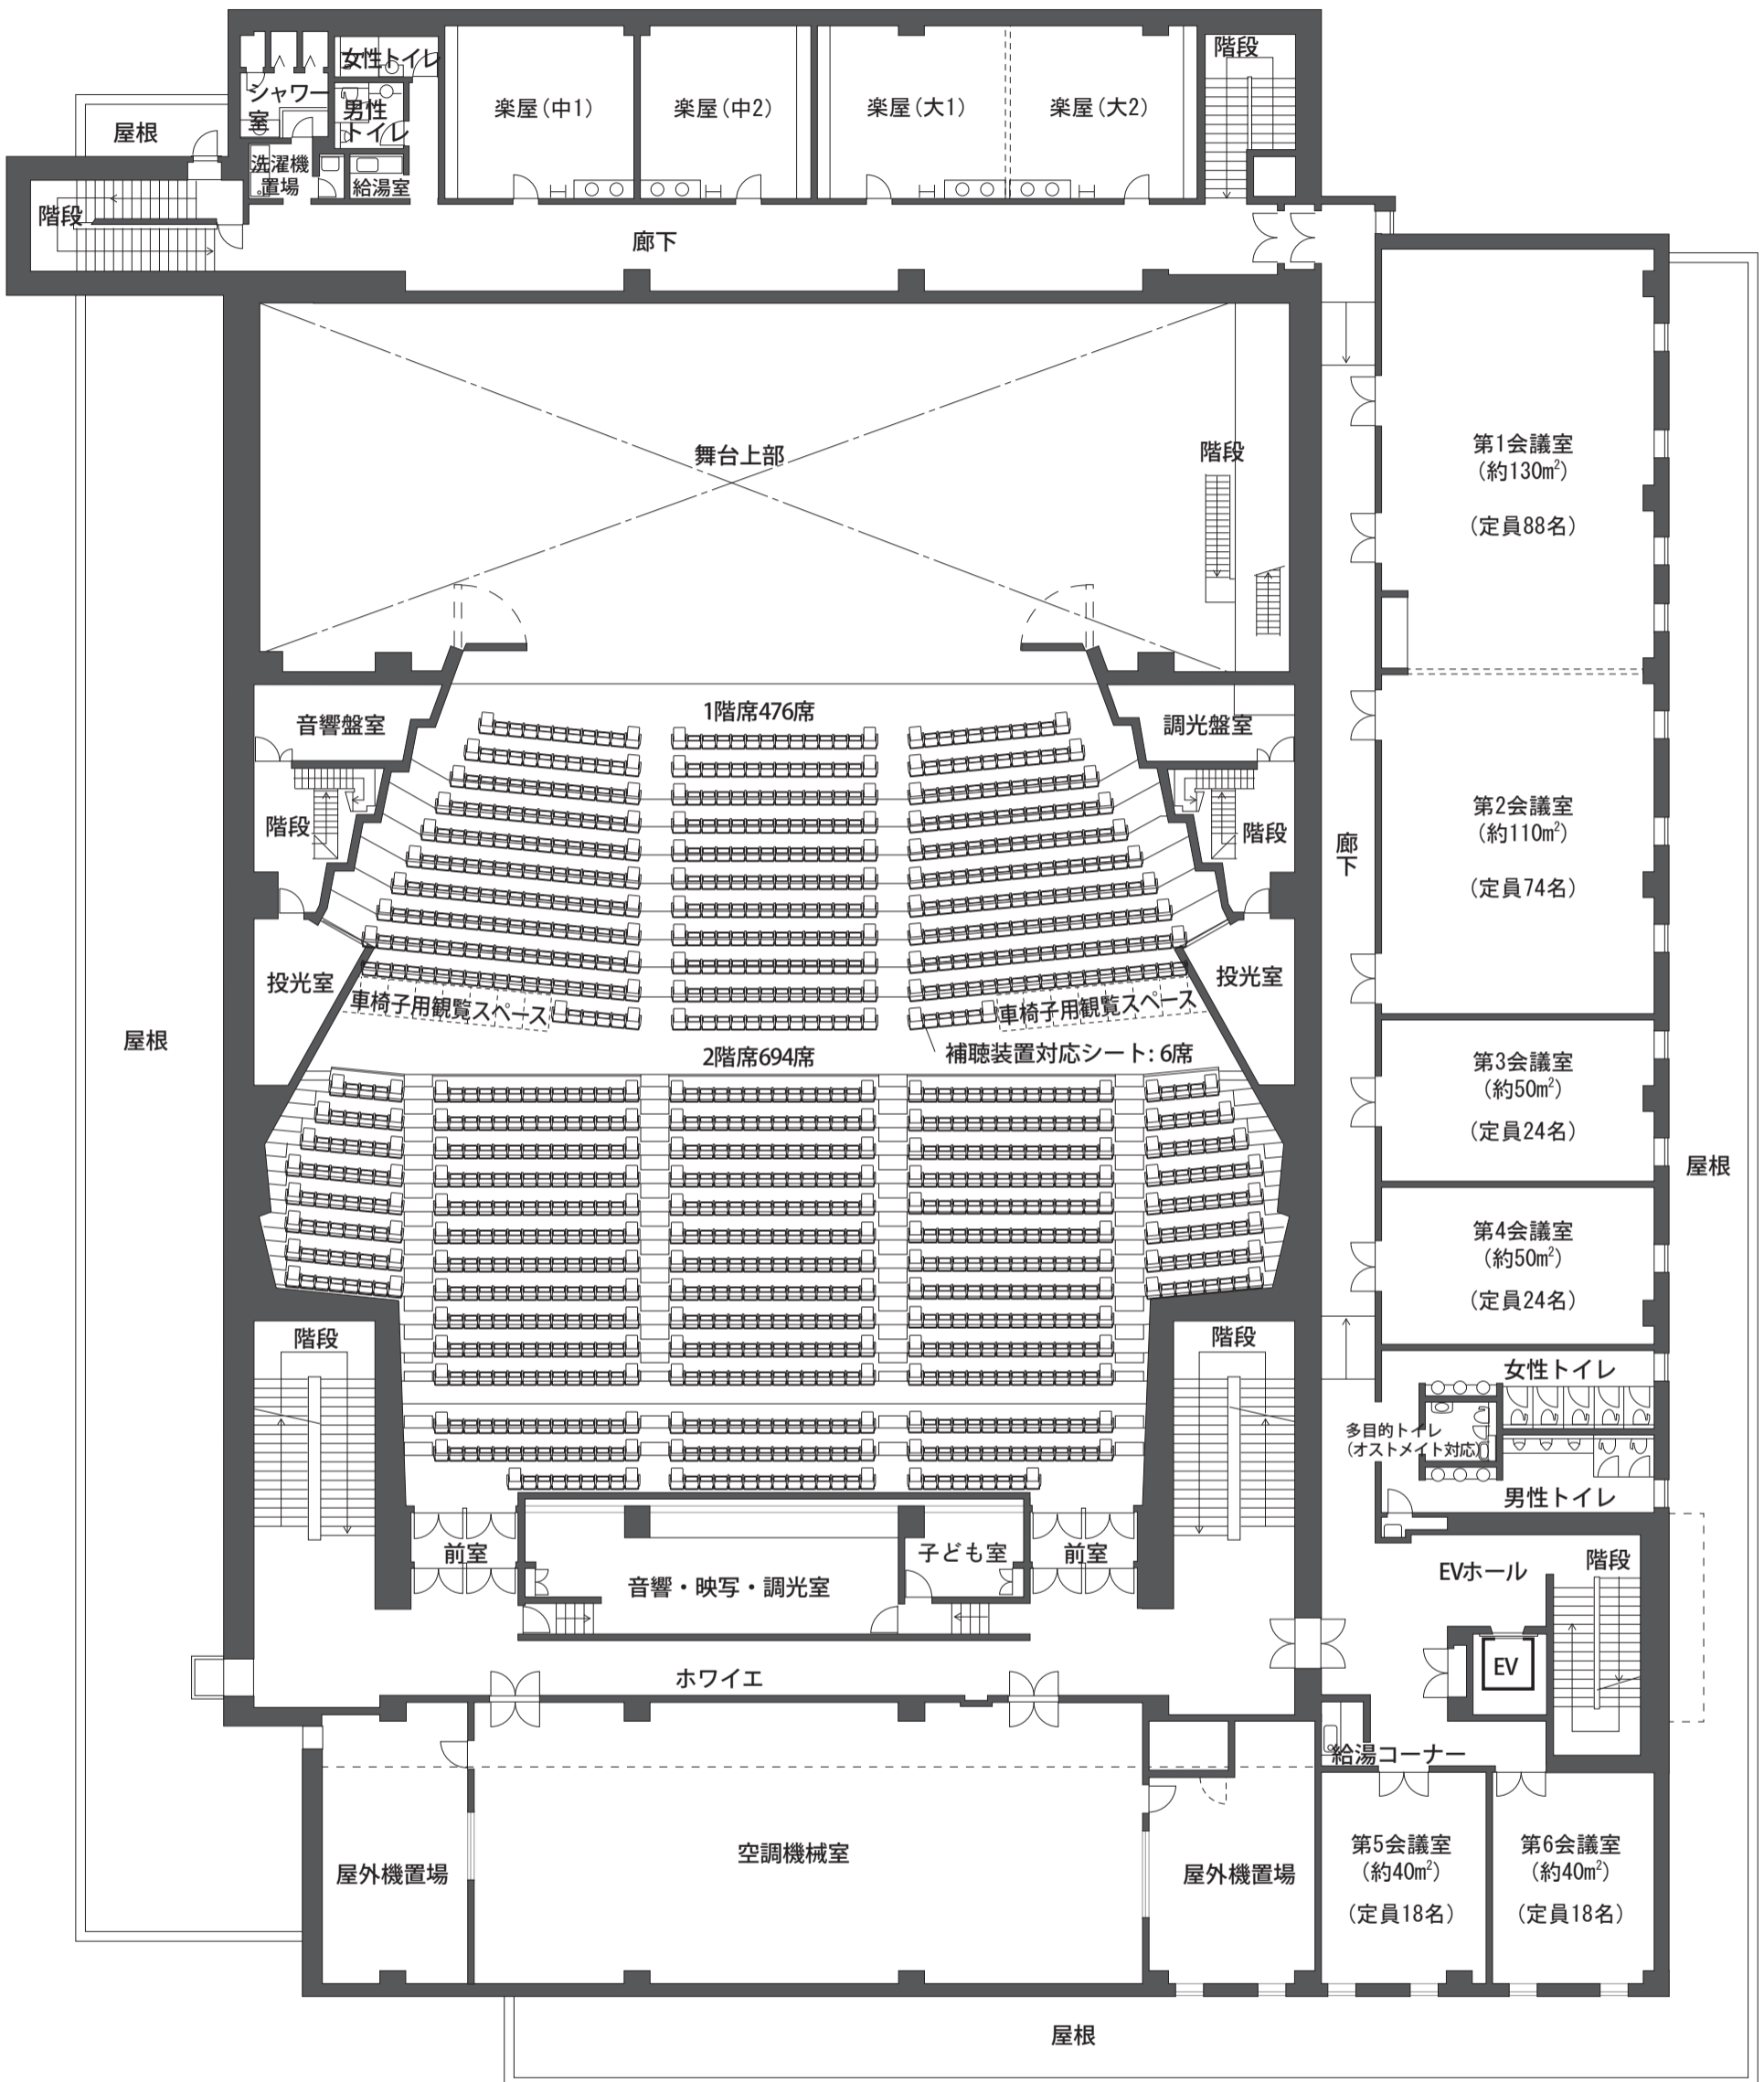 女性トイレ
階段
シャワー
室
男性
トイレ
楽屋(中1)
楽屋(中2)
楽屋(大1)
楽屋(大2)
屋根
洗濯機
置場
給湯室
階段
廊下
舞台上部
階段
第1会議室
(約130㎡)
(定員88名)
1階席476席
音響盤室
調光盤室
階段
階段
廊下
第2会議室
(約110㎡)
(定員74名)
投光室
投光室
車椅子用観覧スペース
車椅子用観覧スペース
屋根
2階席694席
補聴装置対応シート:6席
第3会議室
(約50㎡)
(定員24名)
屋根
第4会議室
(約50㎡)
(定員24名)
階段
階段
女性トイレ
多目的トイレ
(オストメイト対応)
男性トイレ
前室
子ども室
前室
音響・映写・調光室
EVホール
階段
EV
ホワイエ
給湯コーナー
屋外機置場
空調機械室
屋外機置場
第5会議室
(約40㎡)
(定員18名)
第6会議室
(約40㎡)
(定員18名)
屋根